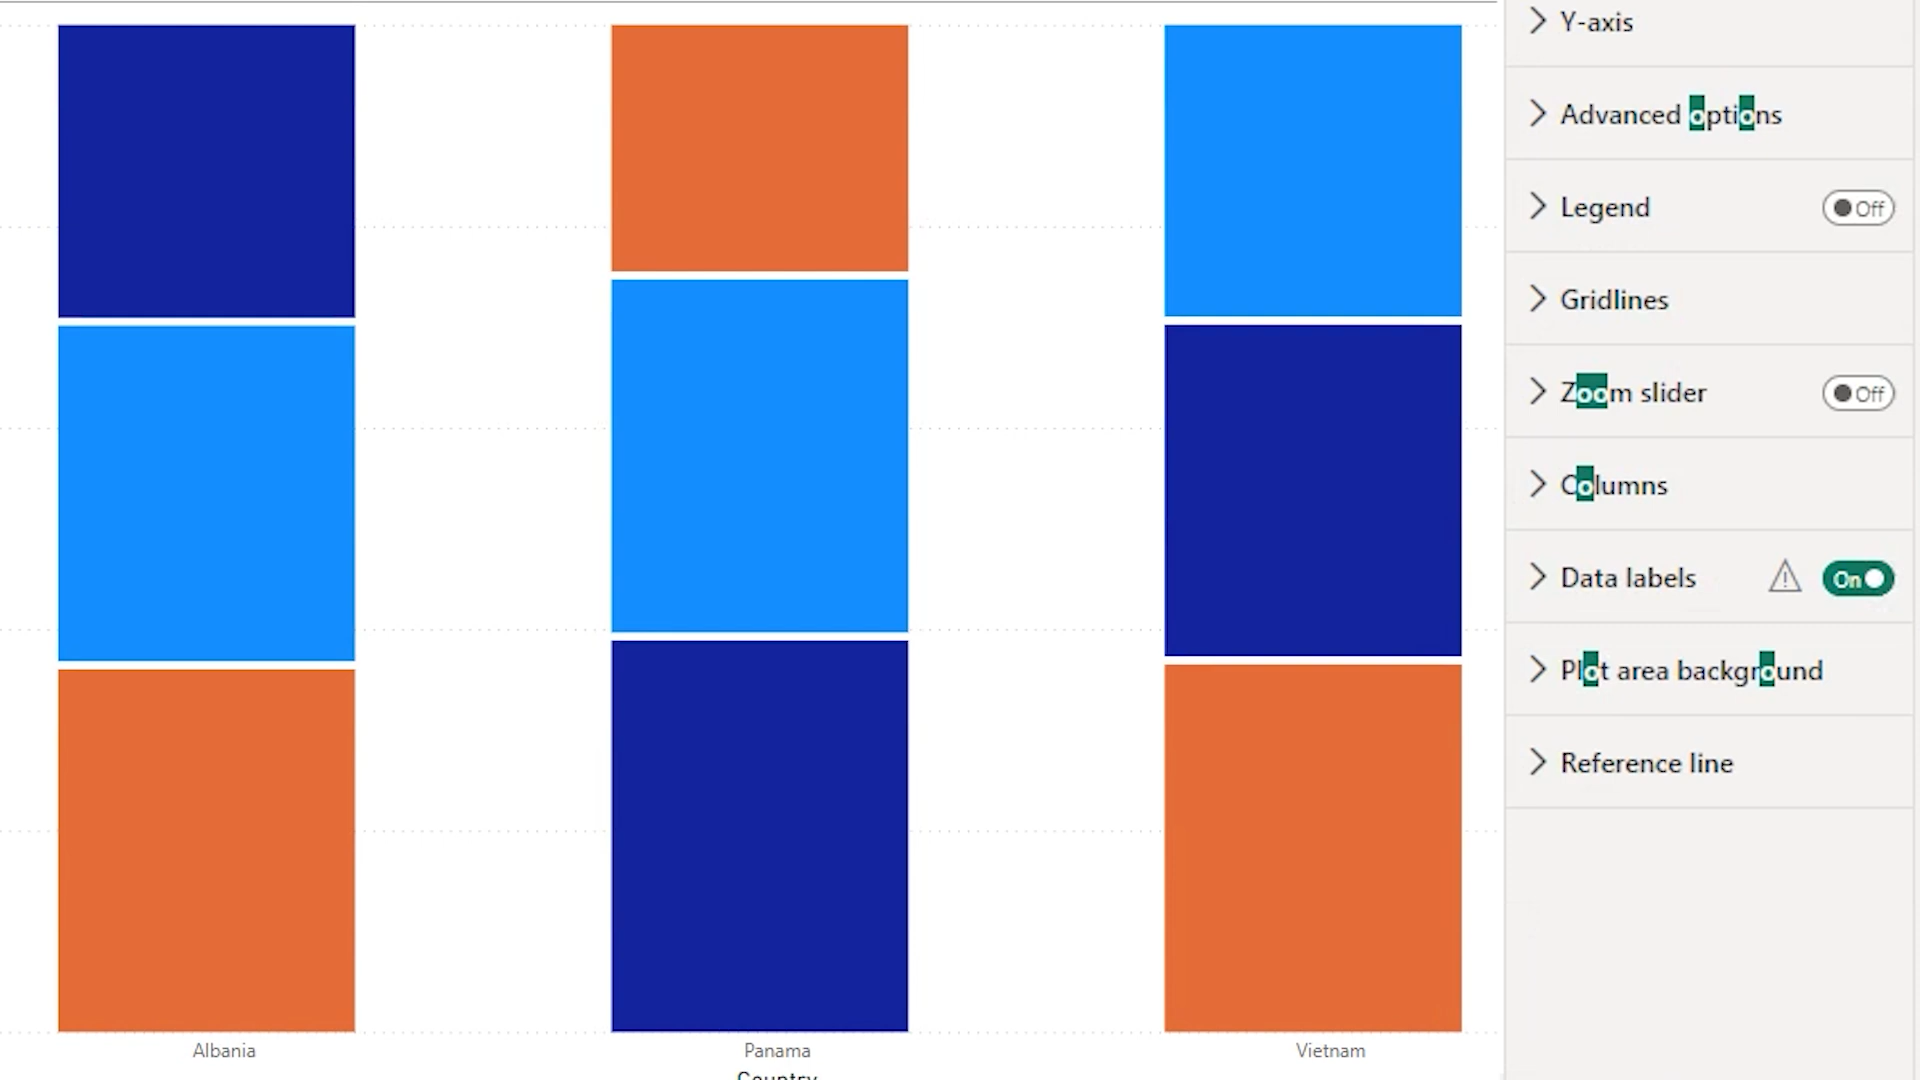 Y-axis
Advanced options
Legend
Off
Gridlines
Zoom slider
Off
Columns
Data labels
On
Plot area background
Reference line
Albania
Panama
Vietnam
Country